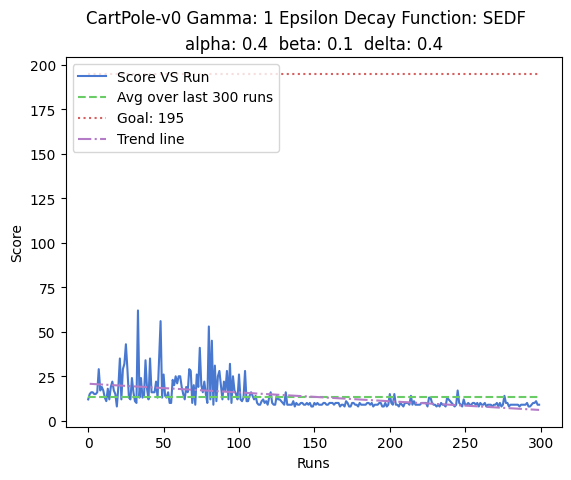 CartPole-v0 Gamma: 1 Epsilon Decay Function: SEDF
alpha: 0.4 beta: 0.1 delta: 0.4
Score VS Run
Avg over last 300 runs
Goal: 195
Trend line
200
175
150
125
100
75
50
25
0
Score
0
50
100
150
200
250
300
Runs